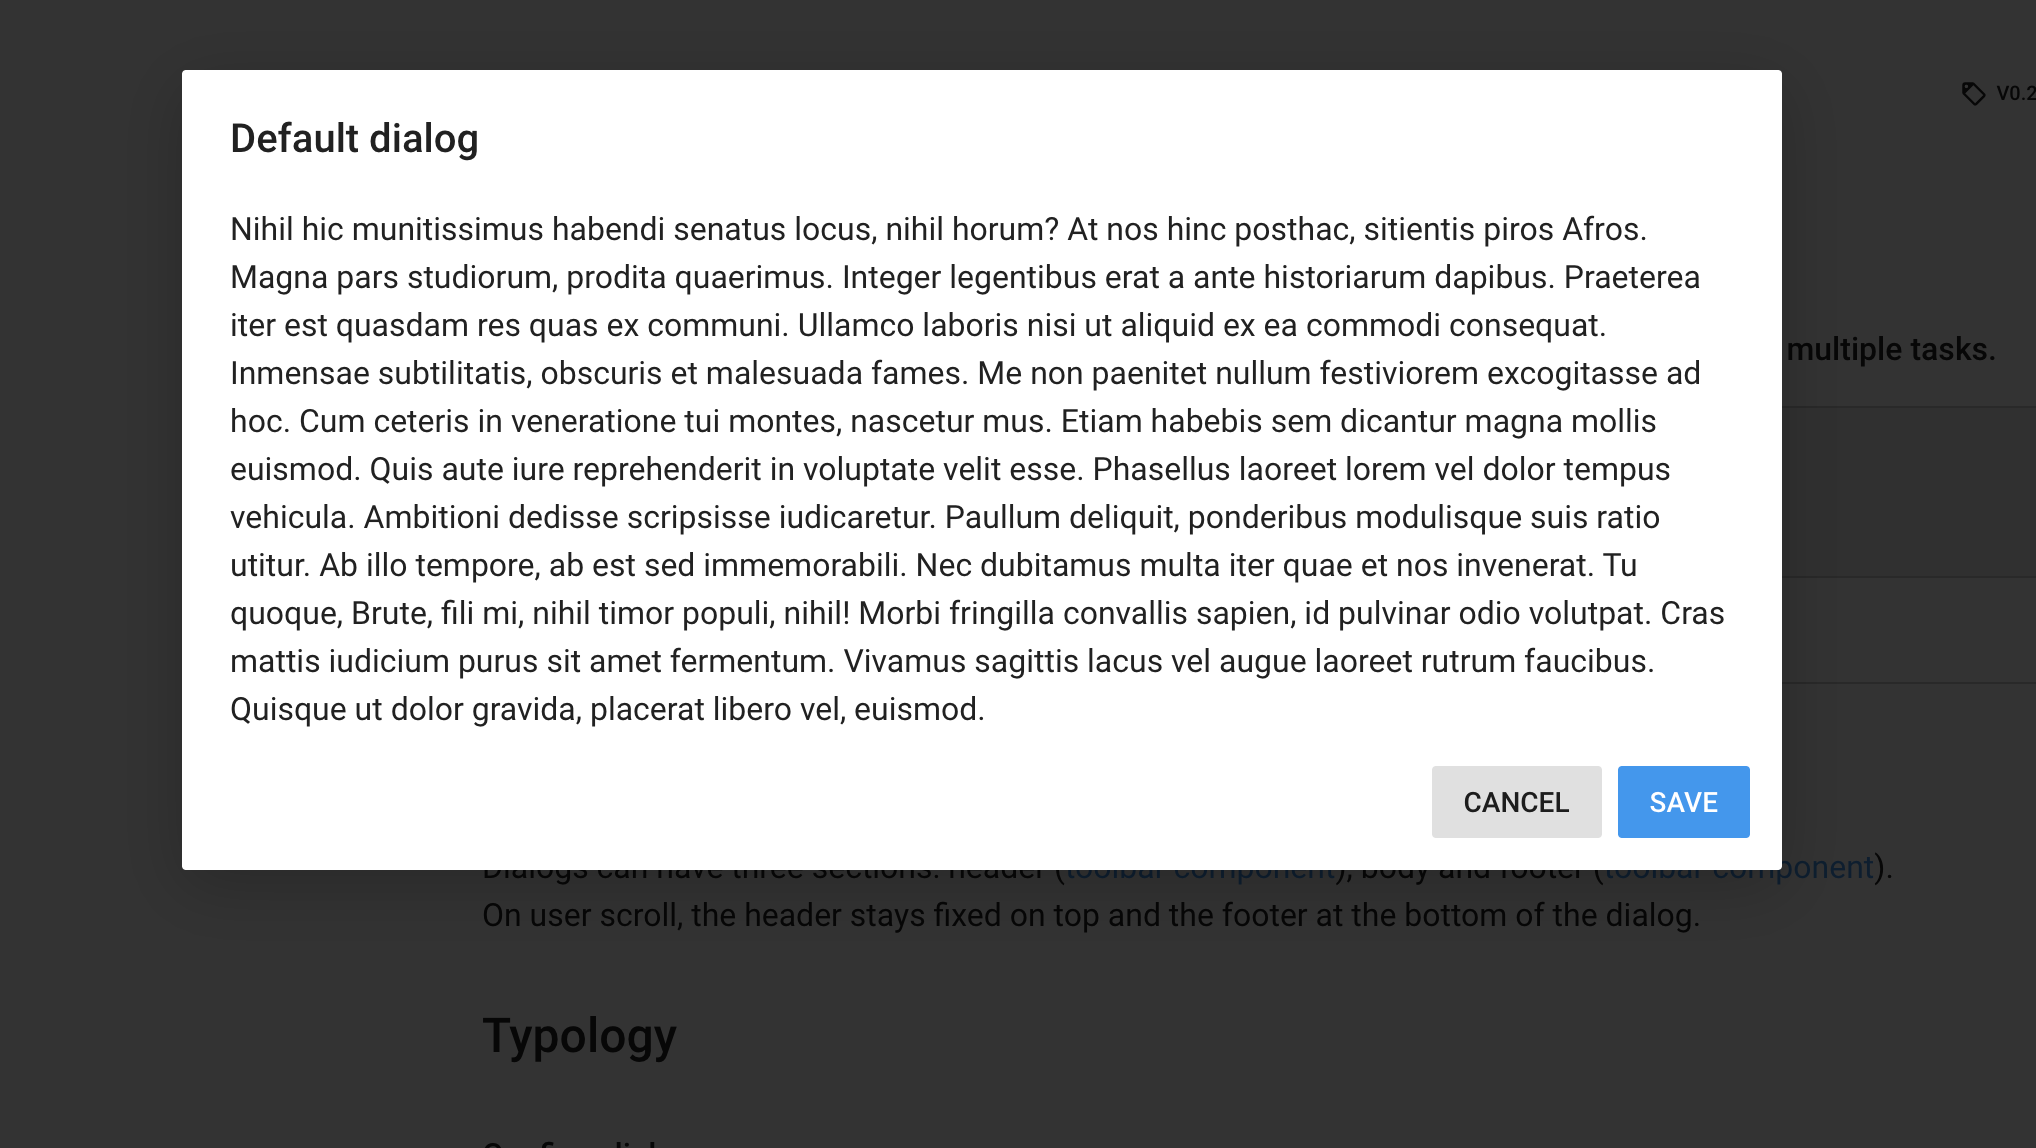 V0.2
Default dialog
Nihil hic munitissimus habendi senatus locus, nihil horum? At nos hinc posthac, sitientis piros Afros.
Magna pars studiorum, prodita quaerimus. Integer legentibus erat a ante historiarum dapibus. Praeterea
iter est quasdam res quas ex communi. Ullamco laboris nisi ut aliquid ex ea commodi consequat.
Inmensae subtilitatis, obscuris et malesuada fames. Me non paenitet nullum festiviorem excogitasse ad
hoc. Cum ceteris in veneratione tui montes, nascetur mus. Etiam habebis sem dicantur magna mollis
euismod. Quis aute iure reprehenderit in voluptate velit esse. Phasellus laoreet lorem vel dolor tempus
vehicula. Ambitioni dedisse scripsisse iudicaretur. Paullum deliquit, ponderibus modulisque suis ratio
utitur. Ab illo tempore, ab est sed immemorabili. Nec dubitamus multa iter quae et nos invenerat. Tu
quoque, Brute, fili mi, nihil timor populi, nihil! Morbi fringilla convallis sapien, id pulvinar odio volutpat. Cras
mattis iudicium purus sit amet fermentum. Vivamus sagittis lacus vel augue laoreet rutrum faucibus.
Quisque ut dolor gravida, placerat libero vel, euismod.
CANCEL SAVE
multiple tasks.
Dialogs can have three sections: header (toolbar component), body and footer (toolbar component).
On user scroll, the header stays fixed on top and the footer at the bottom of the dialog.
Typology